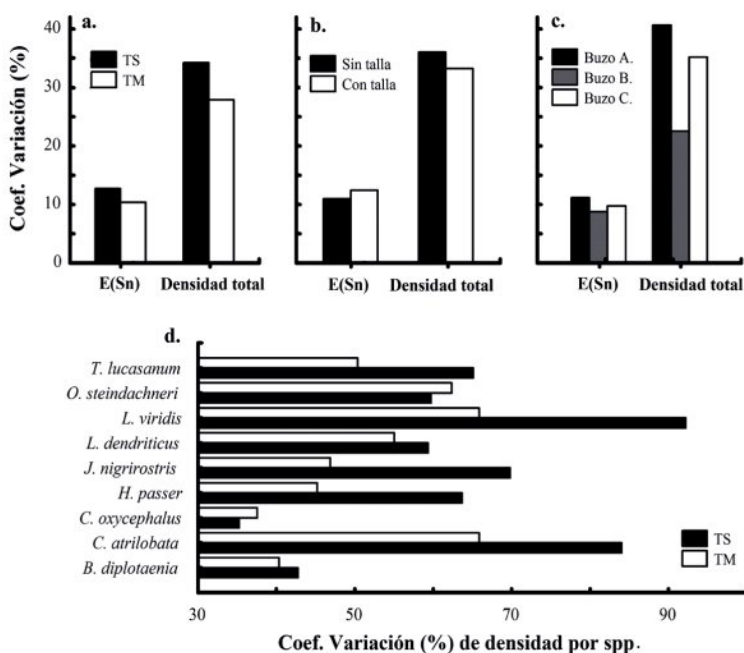 a.
b.
c.
TS
TM
Sin talla
Con talla
Buzo A.
Buzo B.
Buzo C.
Coef. Variación (%)
40
30
20
10
0
E(Sn) Densidad total
E(Sn) Densidad total
E(Sn) Densidad total
d.
T. lucasanum
O. steindachneri
L. viridis
L. dendriticus
J. nigrirostris
H. passer
C. oxycephalus
C. atrilobata
B. diplotaenia
TS
TM
30 50 70 90
Coef. Variación (%) de densidad por spp.